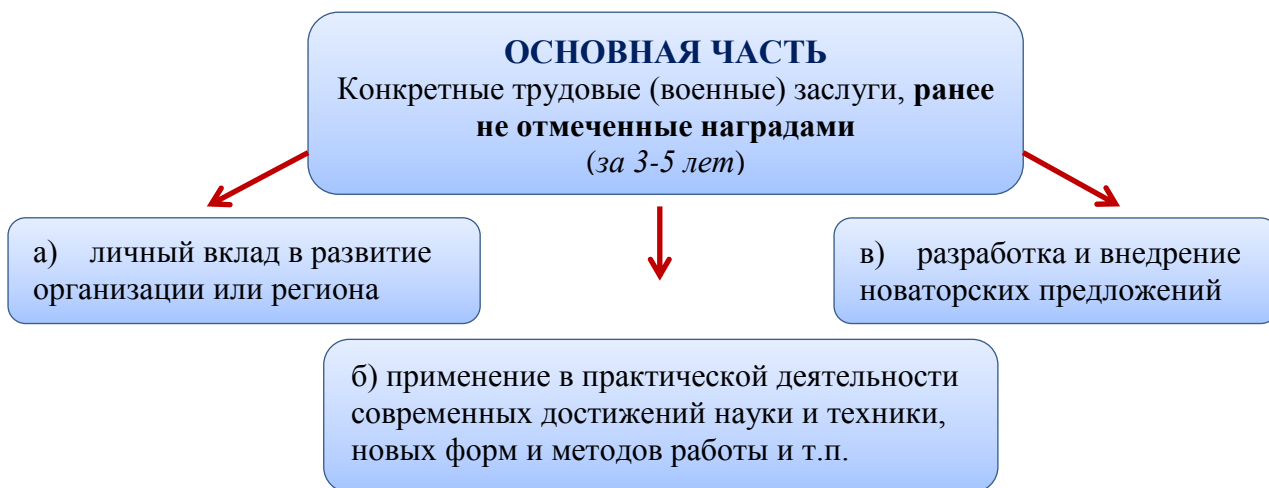 ОСНОВНАЯ ЧАСТЬ
Конкретные трудовые (военные) заслуги, ранее
не отмеченные наградами
(за 3-5 лет)
а) личный вклад в развитие
организации или региона
б) применение в практической деятельности
современных достижений науки и техники,
новых форм и методов работы и т.п.
в) разработка и внедрение
новаторских предложений